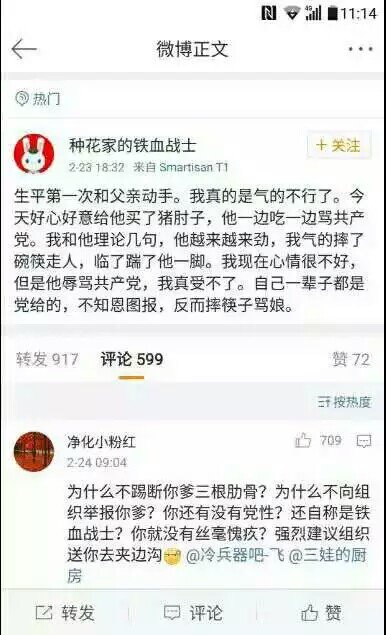 4G 11:14
微博正文
热门
种花家的铁血战士
+ 关注
2-23 18:32 来自 Smartisan T1
生平第一次和父亲动手。我真的是气的不行了。今
天好心好意给他买了猪肘子，他一边吃一边骂共产
党。我和他理论几句，他越来越来劲，我气的摔了
碗筷走人，临了踹了他一脚。我现在心情很不好，
但是他辱骂共产党，我真受不了。自己一辈子都是
党给的，不知恩图报，反而摔筷子骂娘。
转发 917 评论 599 赞 72
按热度
净化小粉红 709
2-24 09:04
为什么不踢断你爹三根肋骨？为什么不向组
织举报你爹？你还有没有党性？还自称是铁
血战士？你就没有丝毫愧疚？强烈建议组织
送你去夹边沟 @冷兵器吧-飞 @三娃的厨
房
转发 评论 赞